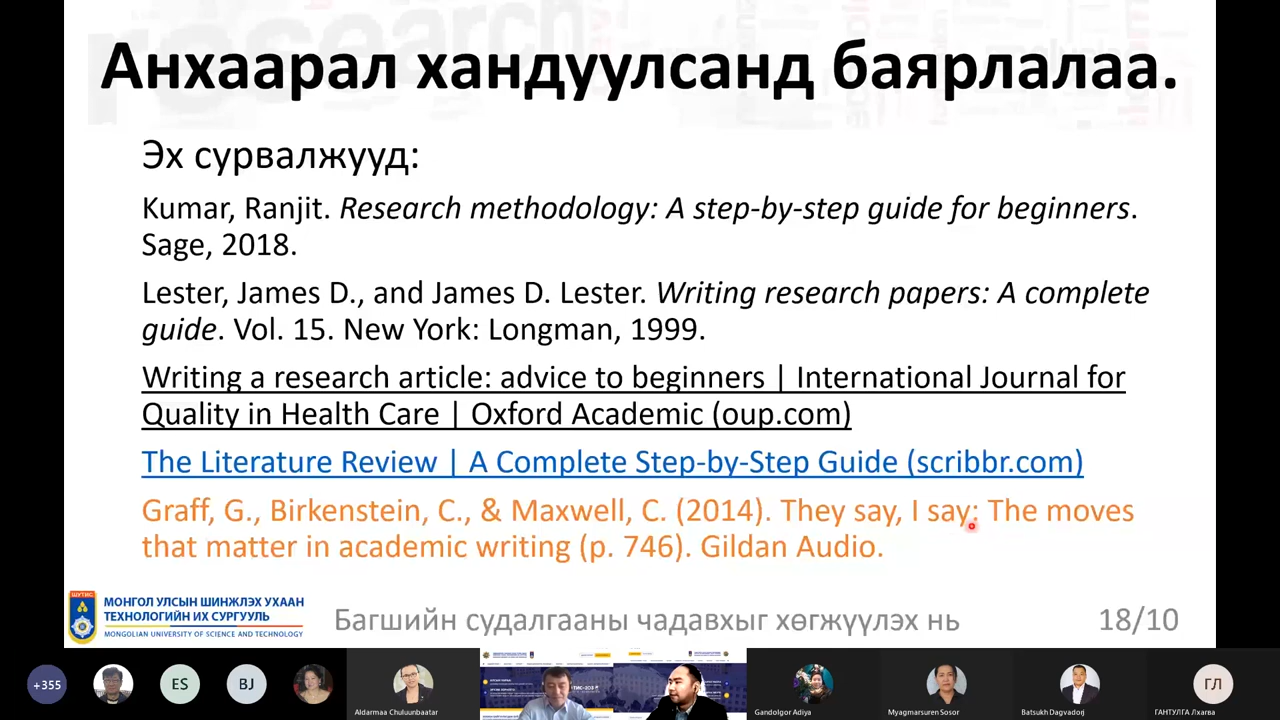 Анхаарал хандуулсанд баярлалаа.
Эх сурвалжууд:
Kumar, Ranjit. Research methodology: A step-by-step guide for beginners.
Sage, 2018.
Lester, James D., and James D. Lester. Writing research papers: A complete
guide. Vol. 15. New York: Longman, 1999.
Writing a research article: advice to beginners | International Journal for
Quality in Health Care | Oxford Academic (oup.com)
The Literature Review | A Complete Step-by-Step Guide (scribbr.com)
Graff, G., Birkenstein, C., & Maxwell, C. (2014). They say, I say: The moves
that matter in academic writing (p. 746). Gildan Audio.
ШУТИС
МОНГОЛ УЛСЫН ШИНЖЛЭХ УХААН
ТЕХНОЛОГИЙН ИХ СУРГУУЛЬ
MONGOLIAN UNIVERSITY OF SCIENCE AND TECHNOLOGY
Багшийн судалгааны чадавхыг хөгжүүлэх нь
18/10
+355
ES
BJ
Aldarmaa Chuluunbaatar
Gandolgor Adiya
Myagmarsuren Sosor
Batsukh Dagvadorj
ГЛ
ГАНТУЛГА Лхагва